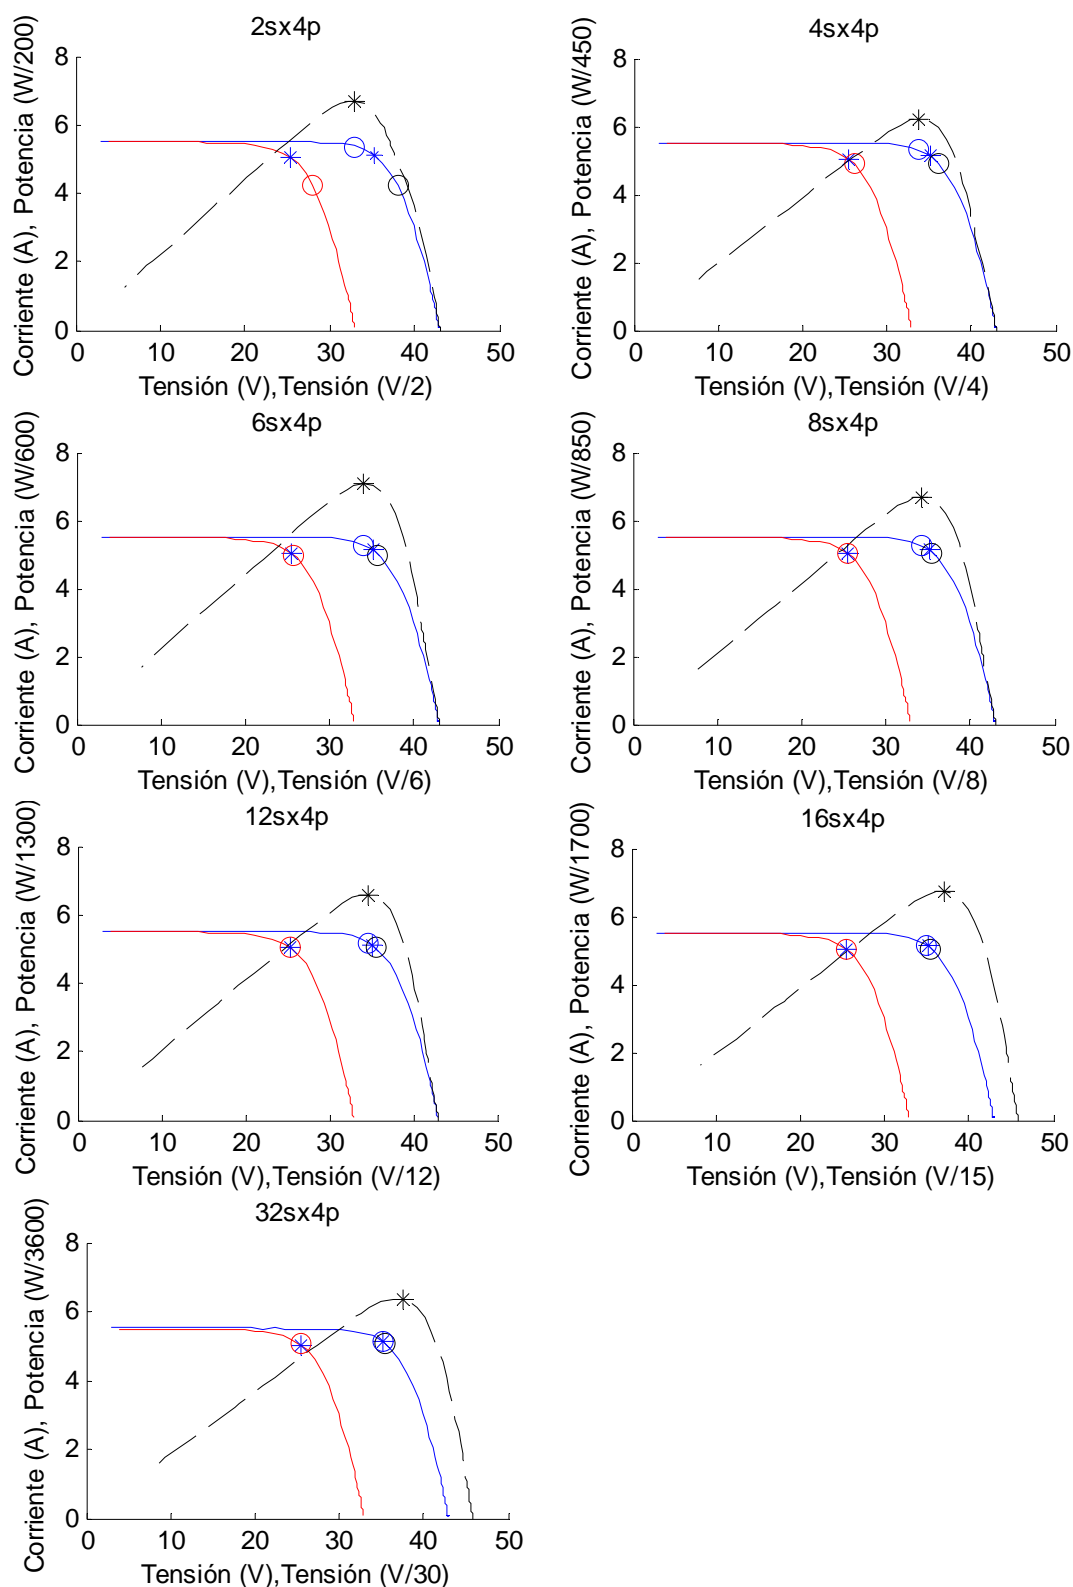 2sx4p
Corriente (A), Potencia (W/200)
8
6
4
2
0
0 10 20 30 40 50
Tensión (V),Tensión (V/2)
4sx4p
Corriente (A), Potencia (W/450)
8
6
4
2
0
0 10 20 30 40 50
Tensión (V),Tensión (V/4)
6sx4p
Corriente (A), Potencia (W/600)
8
6
4
2
0
0 10 20 30 40 50
Tensión (V),Tensión (V/6)
8sx4p
Corriente (A), Potencia (W/850)
8
6
4
2
0
0 10 20 30 40 50
Tensión (V),Tensión (V/8)
12sx4p
Corriente (A), Potencia (W/1300)
8
6
4
2
0
0 10 20 30 40 50
Tensión (V),Tensión (V/12)
16sx4p
Corriente (A), Potencia (W/1700)
8
6
4
2
0
0 10 20 30 40 50
Tensión (V),Tensión (V/15)
32sx4p
Corriente (A), Potencia (W/3600)
8
6
4
2
0
0 10 20 30 40 50
Tensión (V),Tensión (V/30)